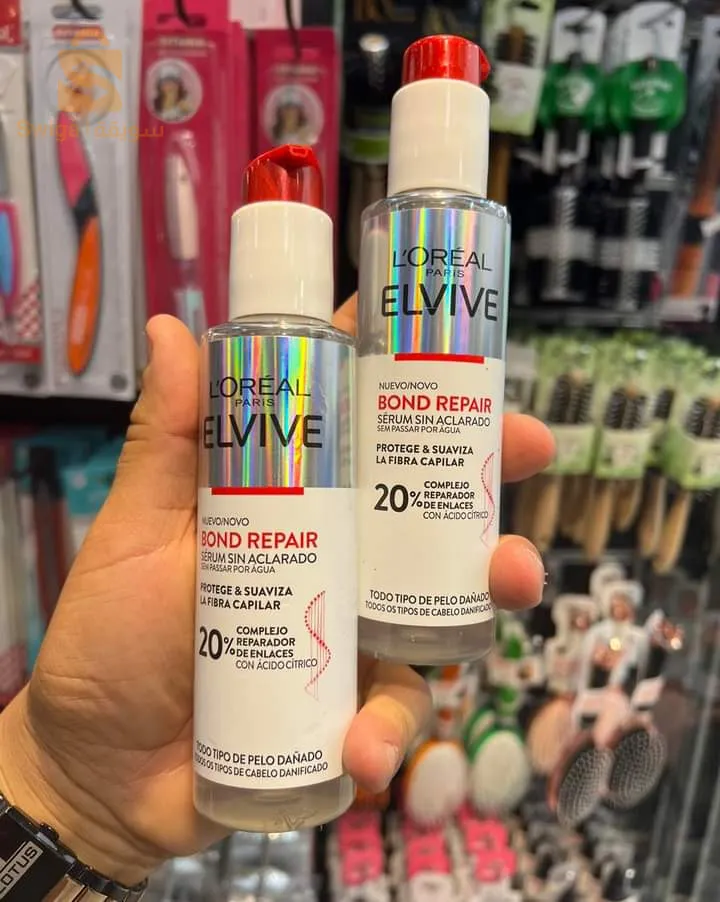 L'ORÉAL
PARIS
ELVIVE
NUEVO/NOVO
BOND REPAIR
SÉRUM SIN ACLARADO
SEM PASSAR POR ÁGUA
PROTEGE & SUAVIZA
LA FIBRA CAPILAR
20% COMPLEJO
REPARADOR
DE ENLACES
CON ÁCIDO CÍTRICO
TODO TIPO DE PELO DAÑADO
TODOS OS TIPOS DE CABELO DANIFICADO
L'ORÉAL
PARIS
ELVIVE
NUEVO/NOVO
BOND REPAIR
SÉRUM SIN ACLARADO
SEM PASSAR POR ÁGUA
PROTEGE & SUAVIZA
LA FIBRA CAPILAR
20% COMPLEJO
REPARADOR
DE ENLACES
CON ÁCIDO CÍTRICO
TODO TIPO DE PELO DAÑADO
TODOS OS TIPOS DE CABELO DANIFICADO
LOTUS